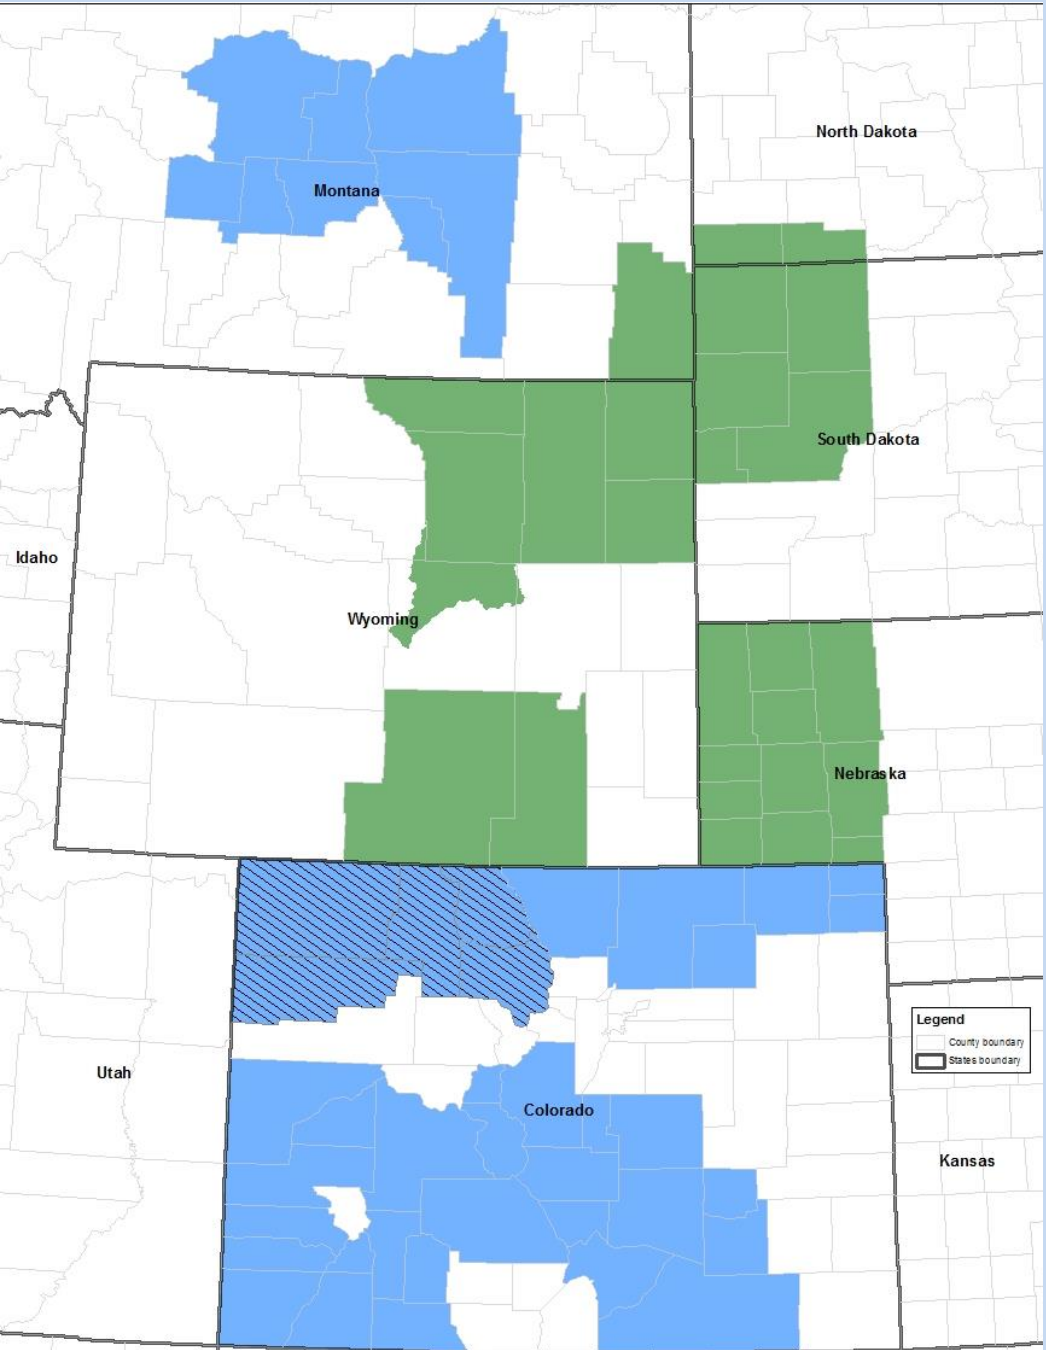 North Dakota
Montana
South Dakota
Idaho
Wyoming
Nebraska
Legend
County boundary
States boundary
Utah
Colorado
Kansas